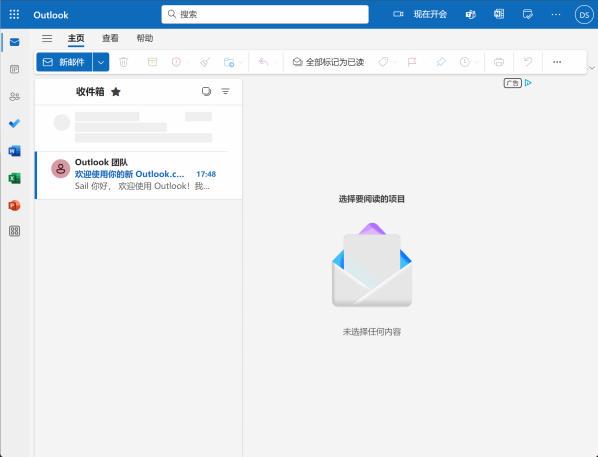 Outlook
搜索
现在开会
DS
主页
查看
帮助
新邮件
全部标记为已读
收件箱
广告
Outlook 团队
欢迎使用你的新 Outlook.c...
17:48
Sail 你好， 欢迎使用 Outlook！我...
选择要阅读的项目
未选择任何内容